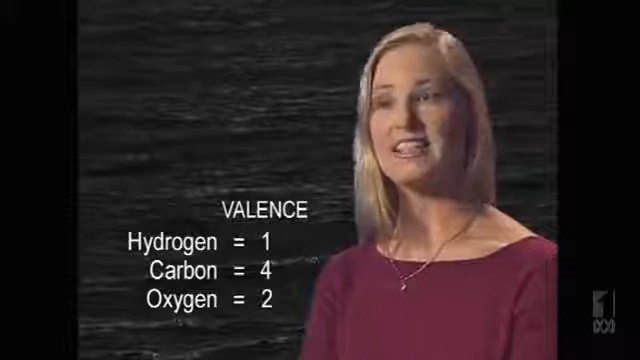 VALENCE
Hydrogen = 1
Carbon = 4
Oxygen = 2